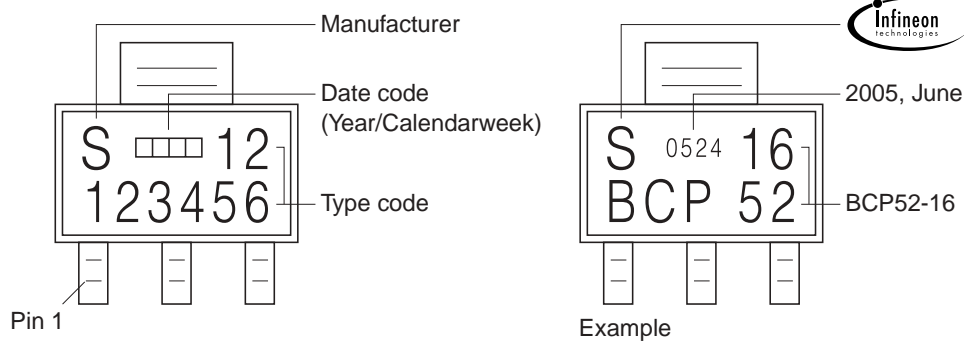 Manufacturer
Date code
(Year/Calendarweek)
S 12
123456
Type code
Pin 1
Infineon
technologies
2005, June
S 0524 16
BCP 52
BCP52-16
Example